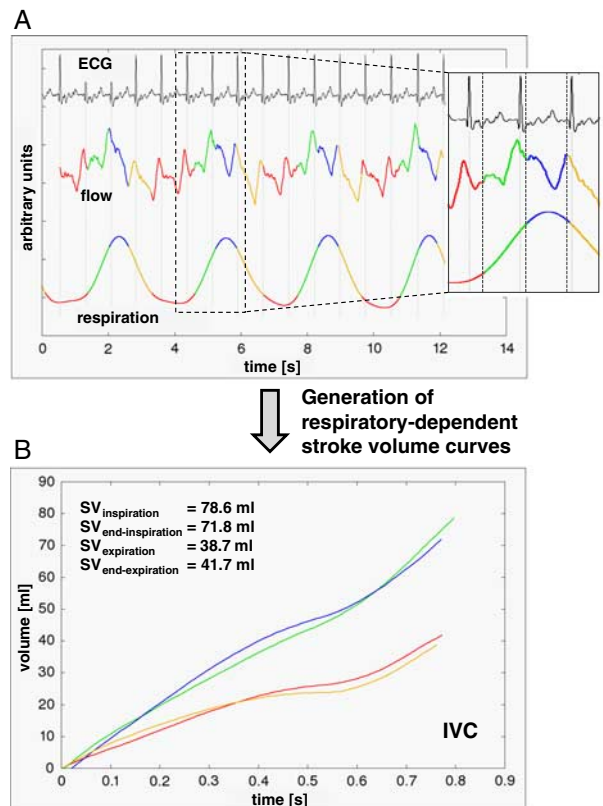 A
ECG
flow
respiration
arbitrary units
0 2 4 6 8 10 12 14
time [s]
Generation of
respiratory-dependent
stroke volume curves
B
90
80
70
60
50
40
30
20
10
0
volume [ml]
SVinspiration = 78.6 ml
SVend-inspiration = 71.8 ml
SVexpiration = 38.7 ml
SVend-expiration = 41.7 ml
IVC
0 0.1 0.2 0.3 0.4 0.5 0.6 0.7 0.8 0.9
time [s]